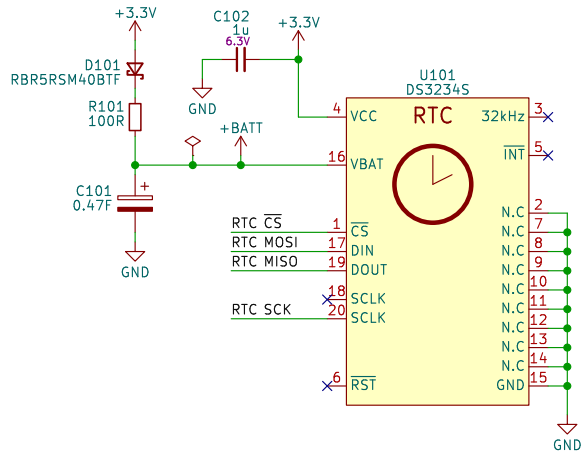 +3.3V
C102
1u
6.3V
+3.3V
D101
RBR5RSM40BTF
GND
R101
100R
+BATT
C101
0.47F
+
GND
U101
DS3234S
RTC
4 VCC
16 VBAT
RTC CS
1 CS
RTC MOSI
17 DIN
RTC MISO
19 DOUT
18 SCLK
RTC SCK
20 SCLK
6 RST
32kHz 3
INT 5
N.C 2
N.C 7
N.C 8
N.C 9
N.C 10
N.C 11
N.C 12
N.C 13
N.C 14
GND 15
GND